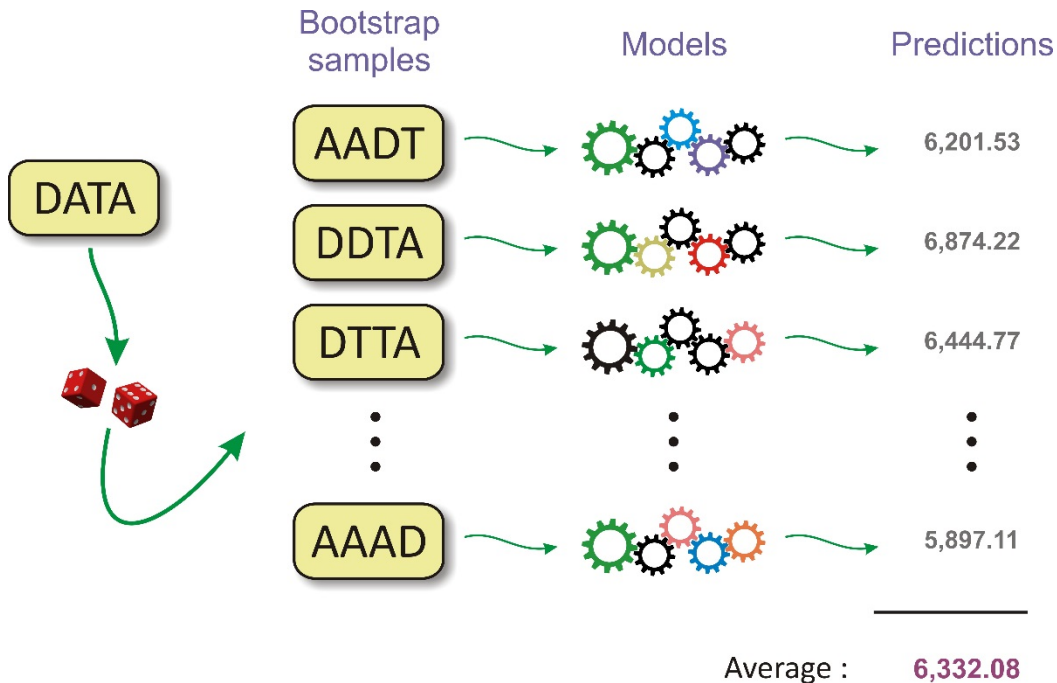 Bootstrap
samples
Models
Predictions
DATA
AADT
6,201.53
DDTA
6,874.22
DTTA
6,444.77
AAAD
5,897.11
Average : 6,332.08